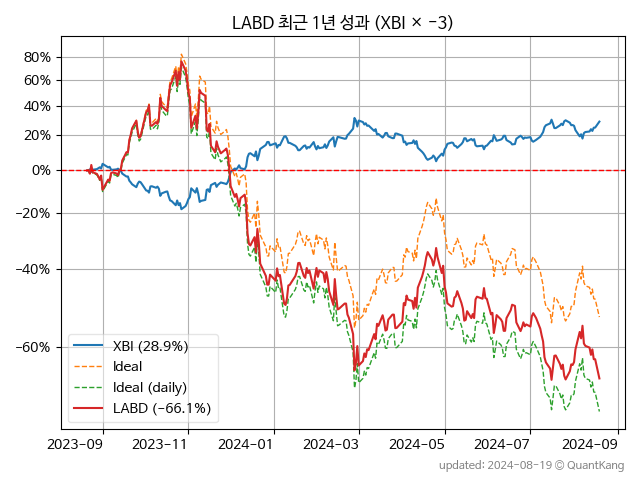 LABD 최근 1년 성과 (XBI × −3)
80%
60%
40%
20%
0%
−20%
−40%
−60%
XBI (28.9%)
Ideal
Ideal (daily)
LABD (−66.1%)
2023−09
2023−11
2024−01
2024−03
2024−05
2024−07
2024−09
updated: 2024−08−19 © QuantKang